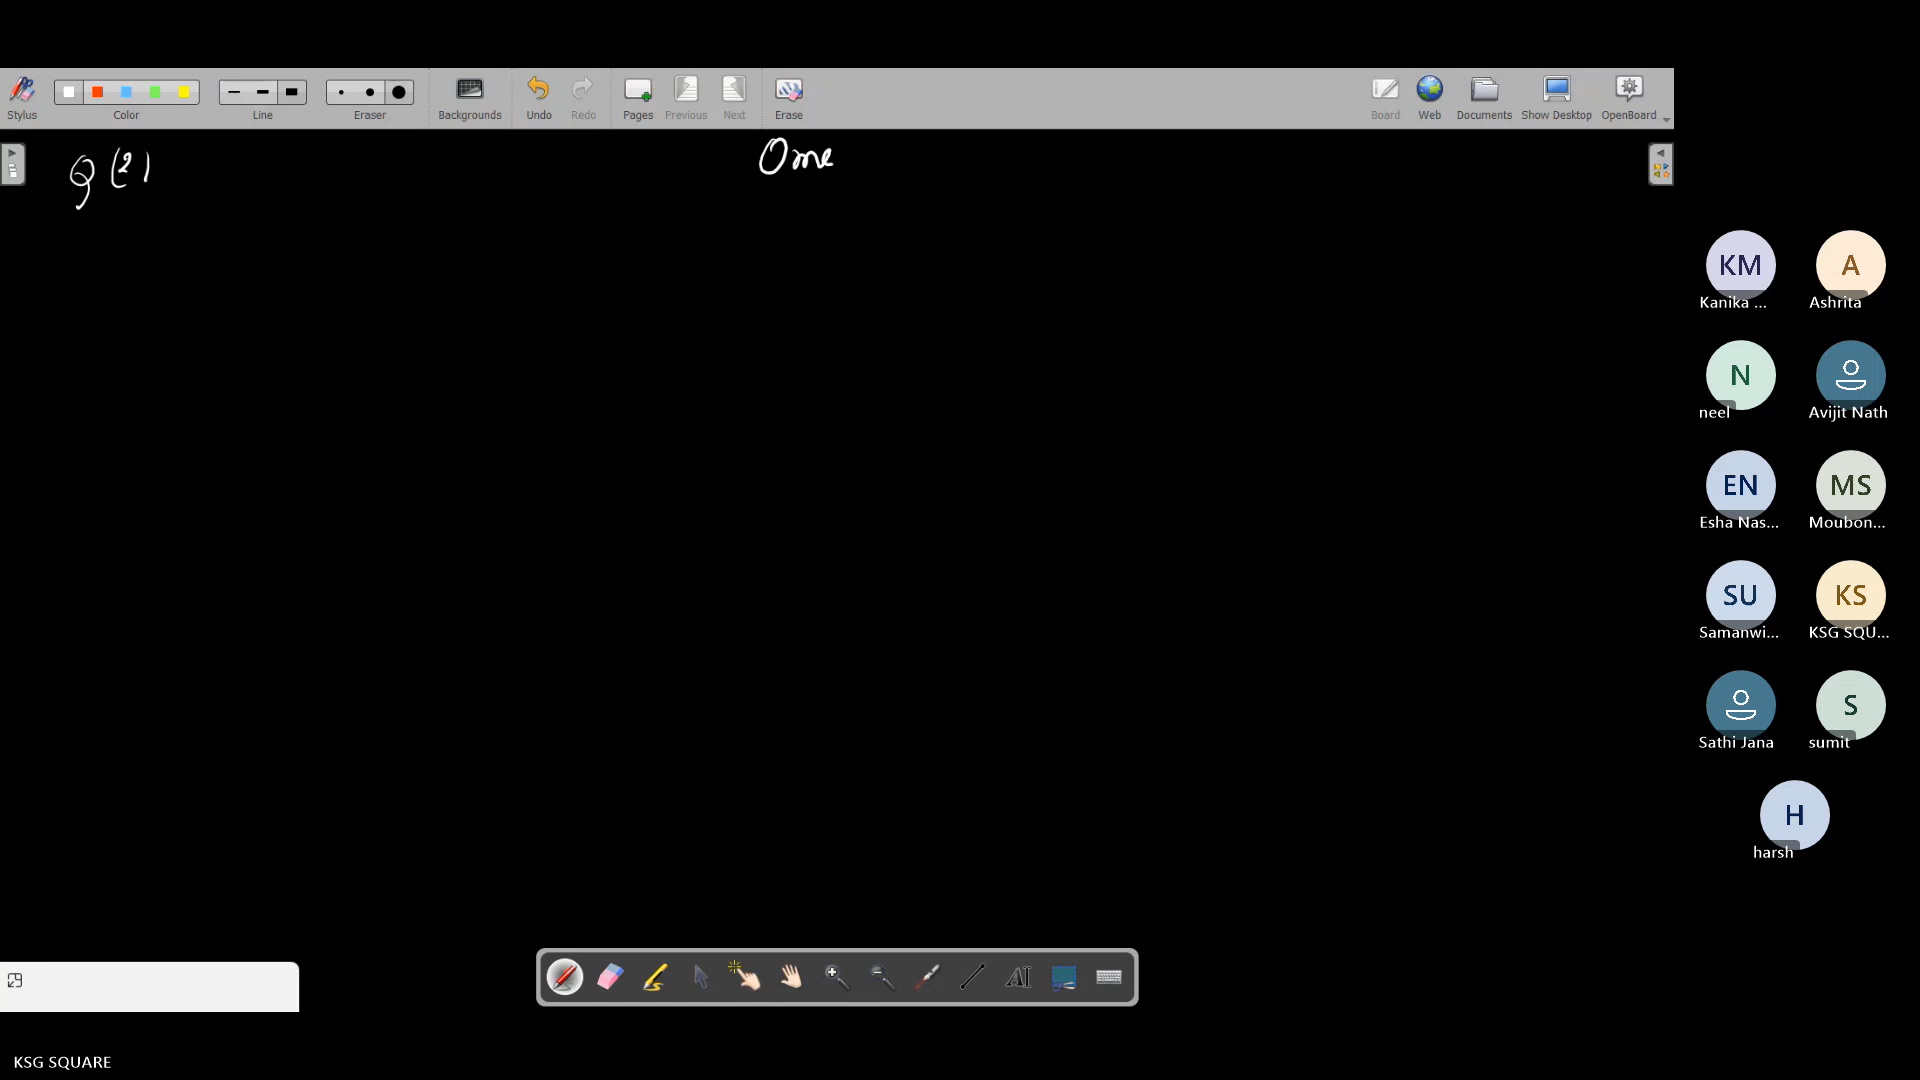 Stylus
Color
Line
Eraser
Backgrounds
Undo
Redo
Pages
Previous
Next
Erase
Board
Web
Documents
Show Desktop
OpenBoard
Q (2)
One
KM
Kanika ...
A
Ashrita
N
neel
Avijit Nath
EN
Esha Nas...
MS
Moubon...
SU
Samanwi...
KS
KSG SQU...
Sathi Jana
S
sumit
H
harsh
AI
KSG SQUARE